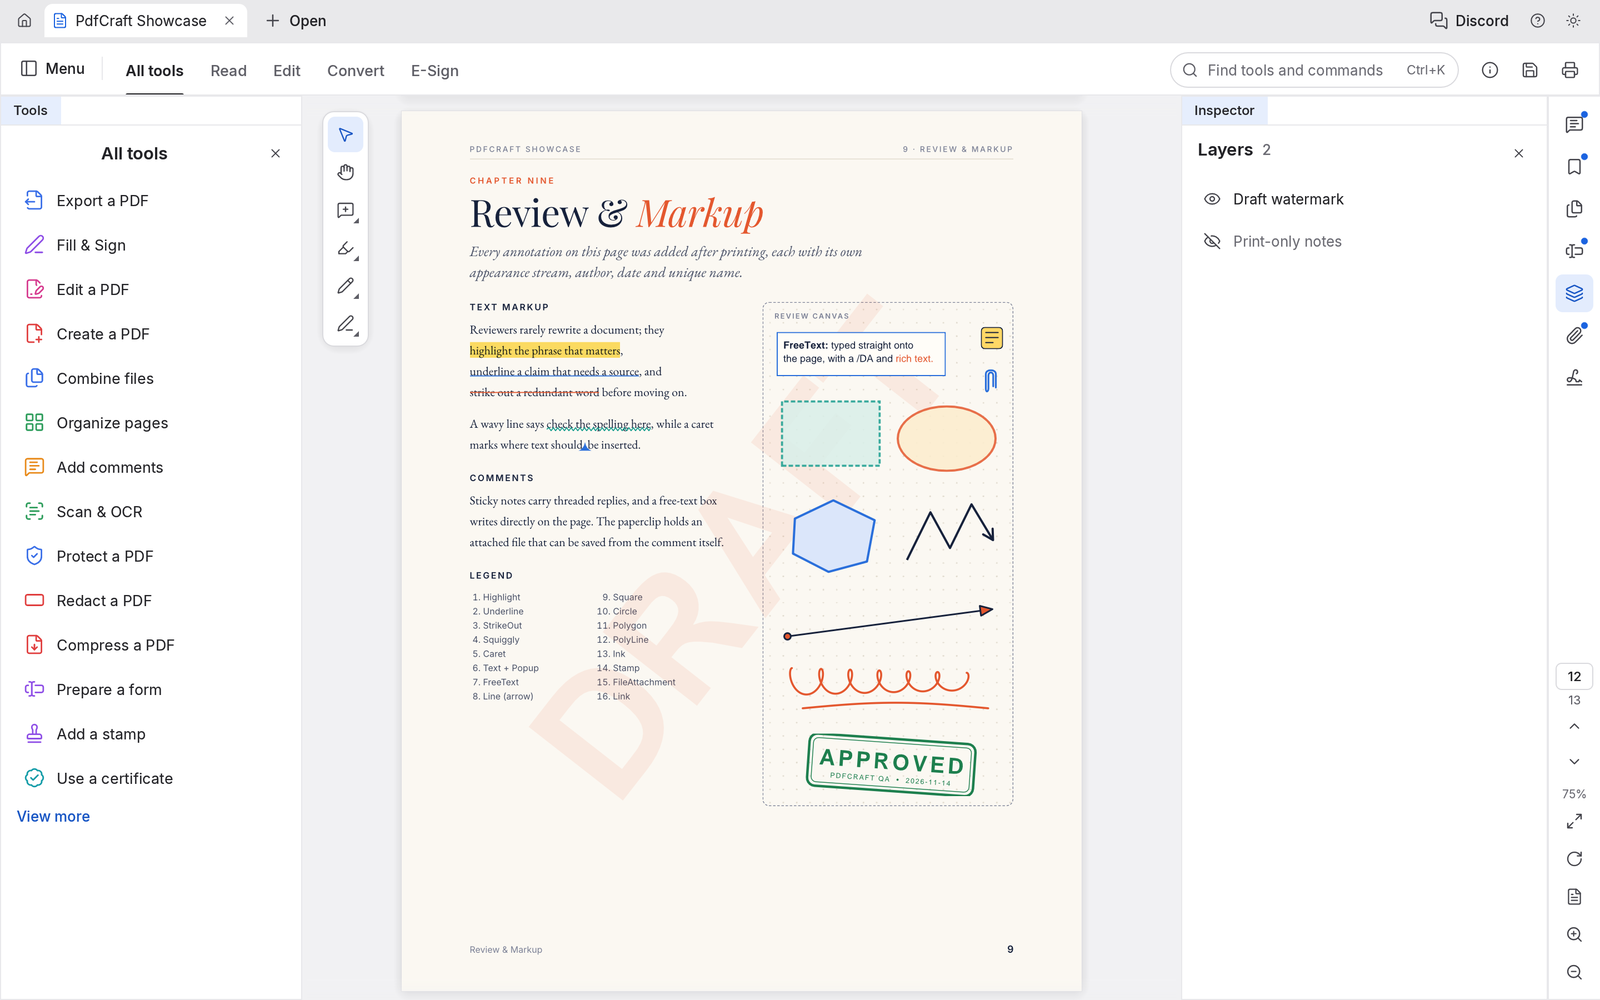 PdfCraft Showcase
Open
Discord
Menu
All tools
Read
Edit
Convert
E-Sign
Find tools and commands
Ctrl+K
Tools
All tools
Export a PDF
Fill & Sign
Edit a PDF
Create a PDF
Combine files
Organize pages
Add comments
Scan & OCR
Protect a PDF
Redact a PDF
Compress a PDF
Prepare a form
Add a stamp
Use a certificate
View more
PDFCRAFT SHOWCASE
9 · REVIEW & MARKUP
CHAPTER NINE
Review & Markup
Every annotation on this page was added after printing, each with its own
appearance stream, author, date and unique name.
TEXT MARKUP
Reviewers rarely rewrite a document; they
highlight the phrase that matters,
underline a claim that needs a source, and
strike out a redundant word before moving on.
A wavy line says check the spelling here, while a caret
marks where text should be inserted.
COMMENTS
Sticky notes carry threaded replies, and a free-text box
writes directly on the page. The paperclip holds an
attached file that can be saved from the comment itself.
LEGEND
1. Highlight
2. Underline
3. StrikeOut
4. Squiggly
5. Caret
6. Text + Popup
7. FreeText
8. Line (arrow)
9. Square
10. Circle
11. Polygon
12. PolyLine
13. Ink
14. Stamp
15. FileAttachment
16. Link
REVIEW CANVAS
FreeText: typed straight onto
the page, with a /DA and rich text.
APPROVED
PDFCRAFT QA • 2026-11-14
DRAFT
Review & Markup
9
Inspector
Layers 2
Draft watermark
Print-only notes
12
13
75%